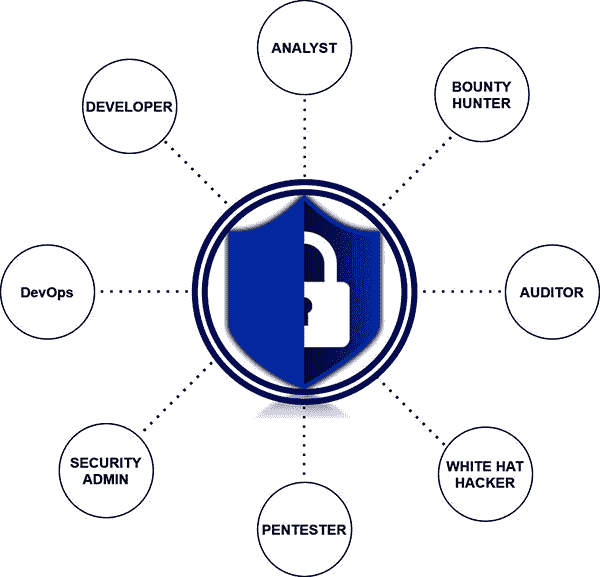 ANALYST
BOUNTY
HUNTER
DEVELOPER
DevOps
AUDITOR
SECURITY
ADMIN
WHITE HAT
HACKER
PENTESTER